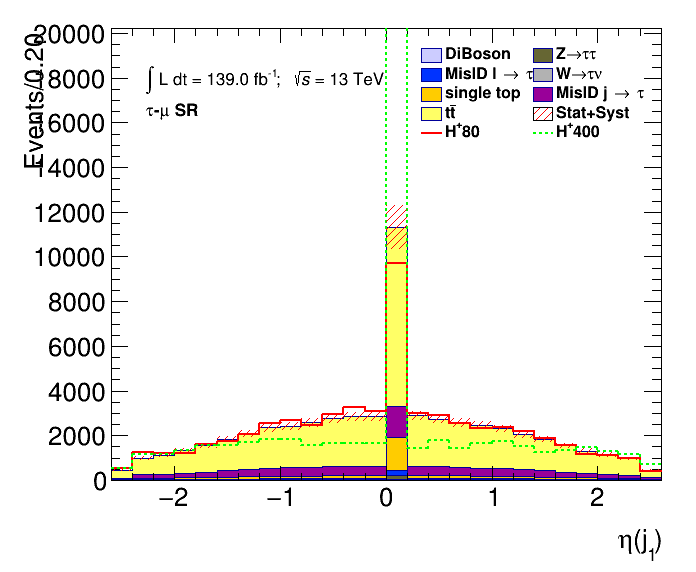 Events/0.20
20000
18000
16000
14000
12000
10000
8000
6000
4000
2000
0
∫ L dt = 139.0 fb⁻¹; √s = 13 TeV
τ-μ SR
DiBoson
Z→ττ
MisID l → τ
W→τν
single top
MisID j → τ
tt̄
Stat+Syst
H⁺80
H⁺400
−2 −1 0 1 2
η(j₁)